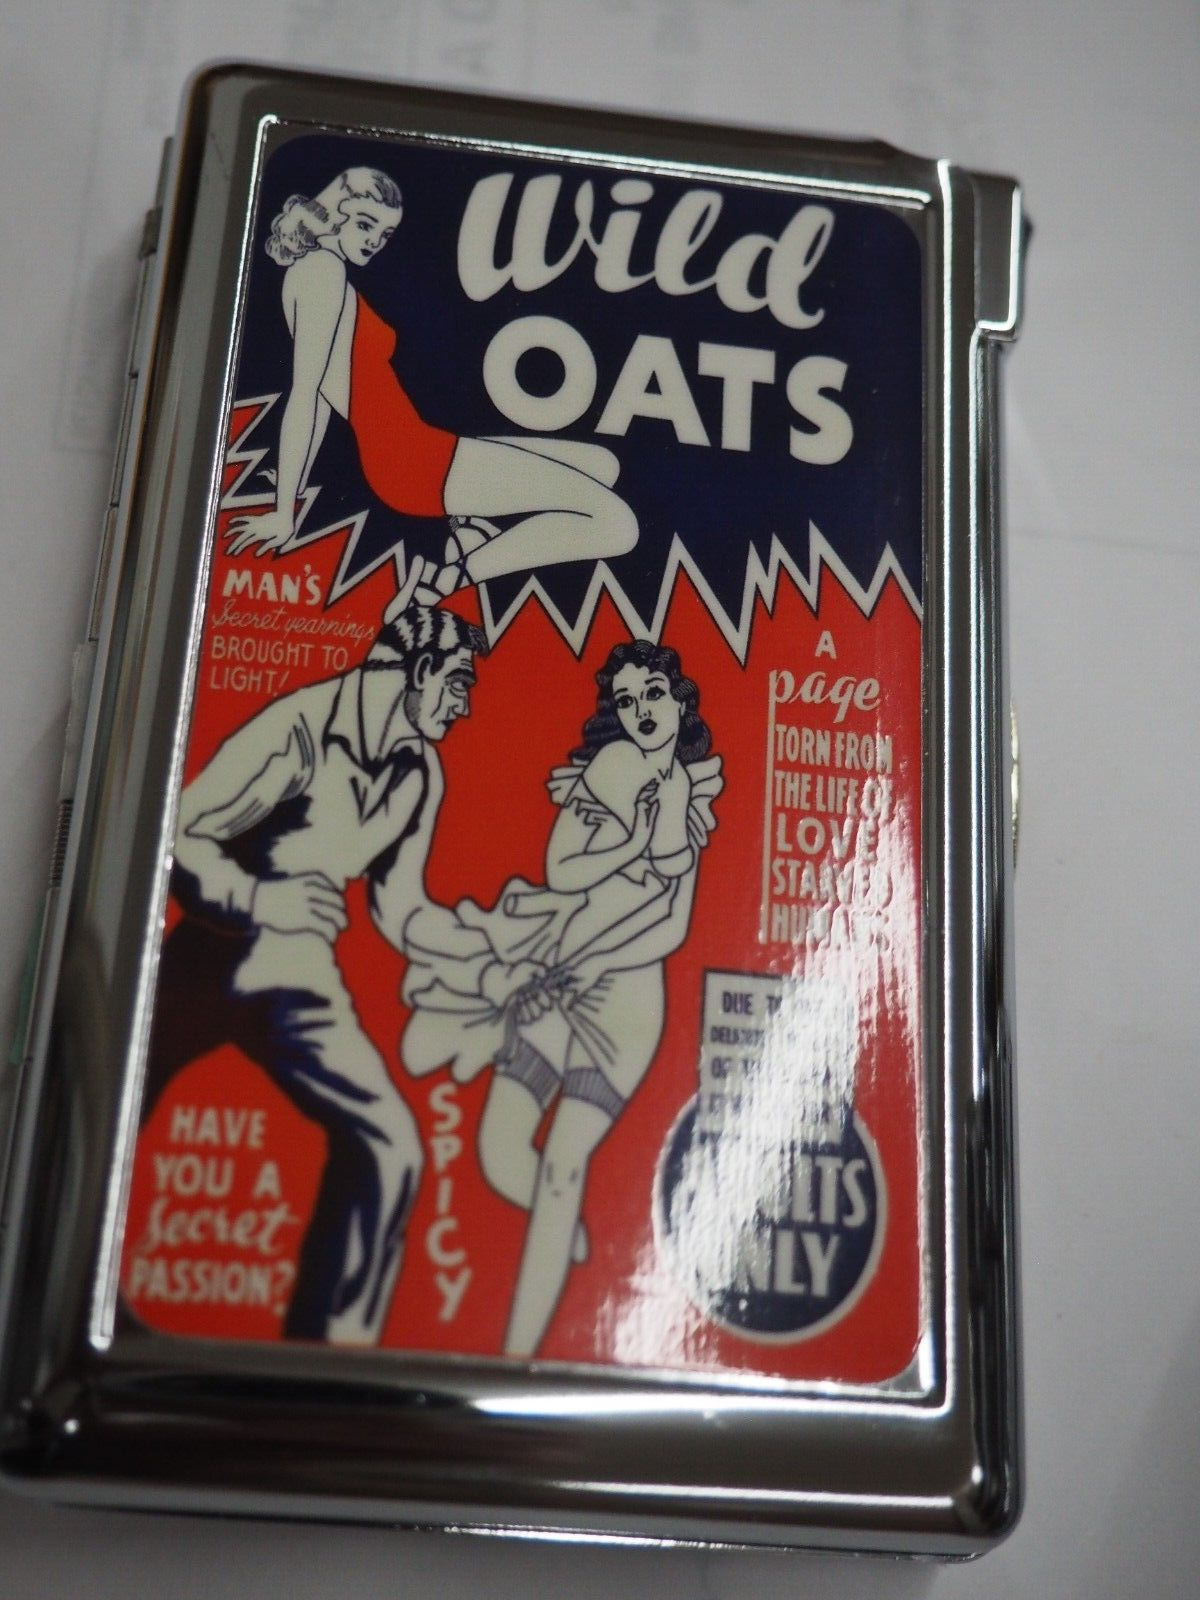 Wild
OATS
MAN'S
Secret yearnings
BROUGHT TO
LIGHT!
A
page
TORN FROM
THE LIFE OF
LOVE
STARVED
DUE
OF
ADULTS
ONLY
HAVE
YOU A
Secret
PASSION?
SPICY